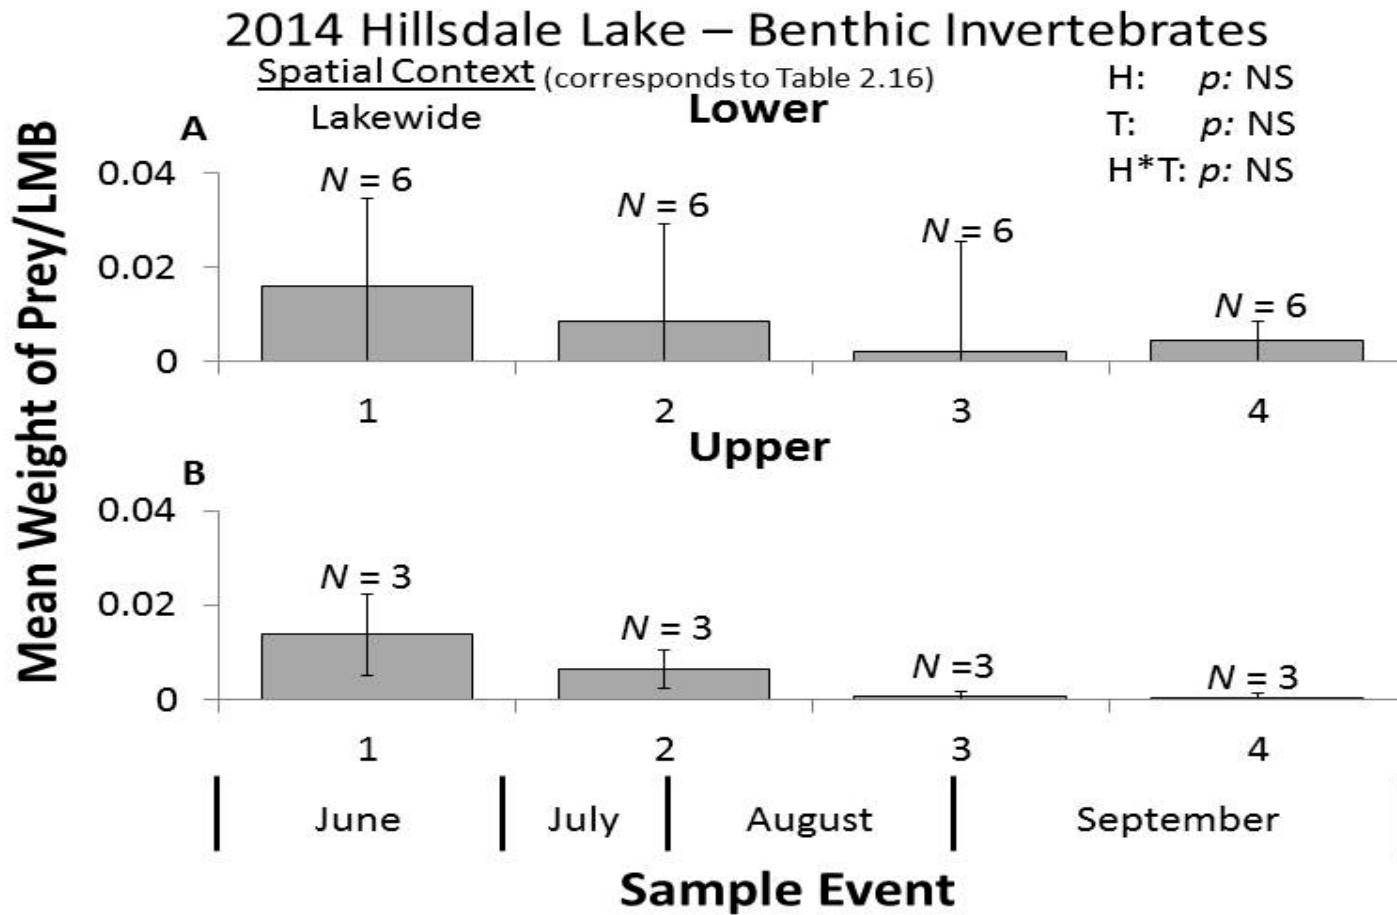 2014 Hillsdale Lake – Benthic Invertebrates
Spatial Context (corresponds to Table 2.16)
Lakewide
H: p: NS
T: p: NS
H*T: p: NS
Mean Weight of Prey/LMB
A
Lower
0.04
0.02
0
N = 6
N = 6
N = 6
N = 6
1 2 3 4
B
Upper
0.04
0.02
0
N = 3
N = 3
N =3
N = 3
1 2 3 4
June July August September
Sample Event